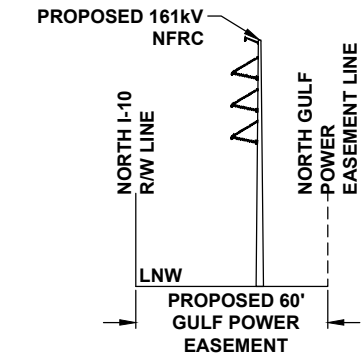 PROPOSED 161kV
NFRC
NORTH I-10
R/W LINE
NORTH GULF
POWER
EASEMENT LINE
LNW
PROPOSED 60'
GULF POWER
EASEMENT